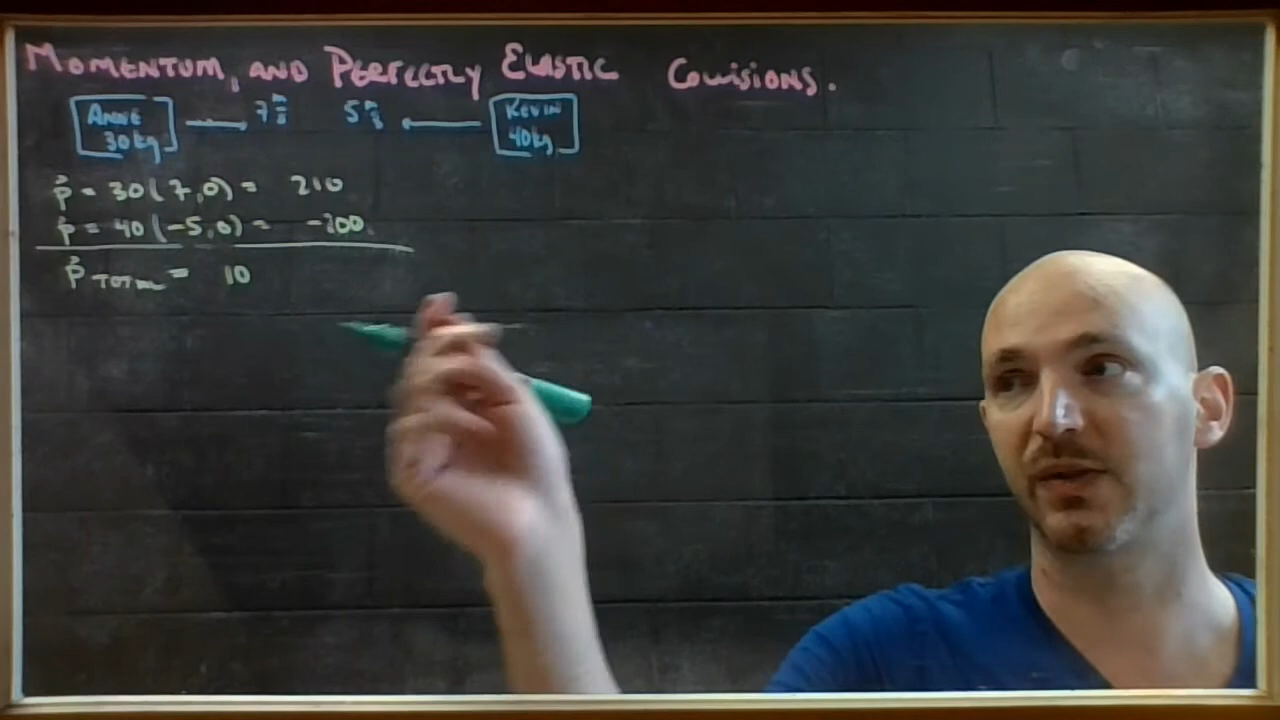 MOMENTUM, AND PERFECTLY ELASTIC COLLISIONS.
ANNE 7 m/s 5 m/s KEVIN
30kg 40kg
p⃗ = 30(7,0) = 210
p⃗ = 40(-5,0) = -200
p⃗ TOTAL = 10